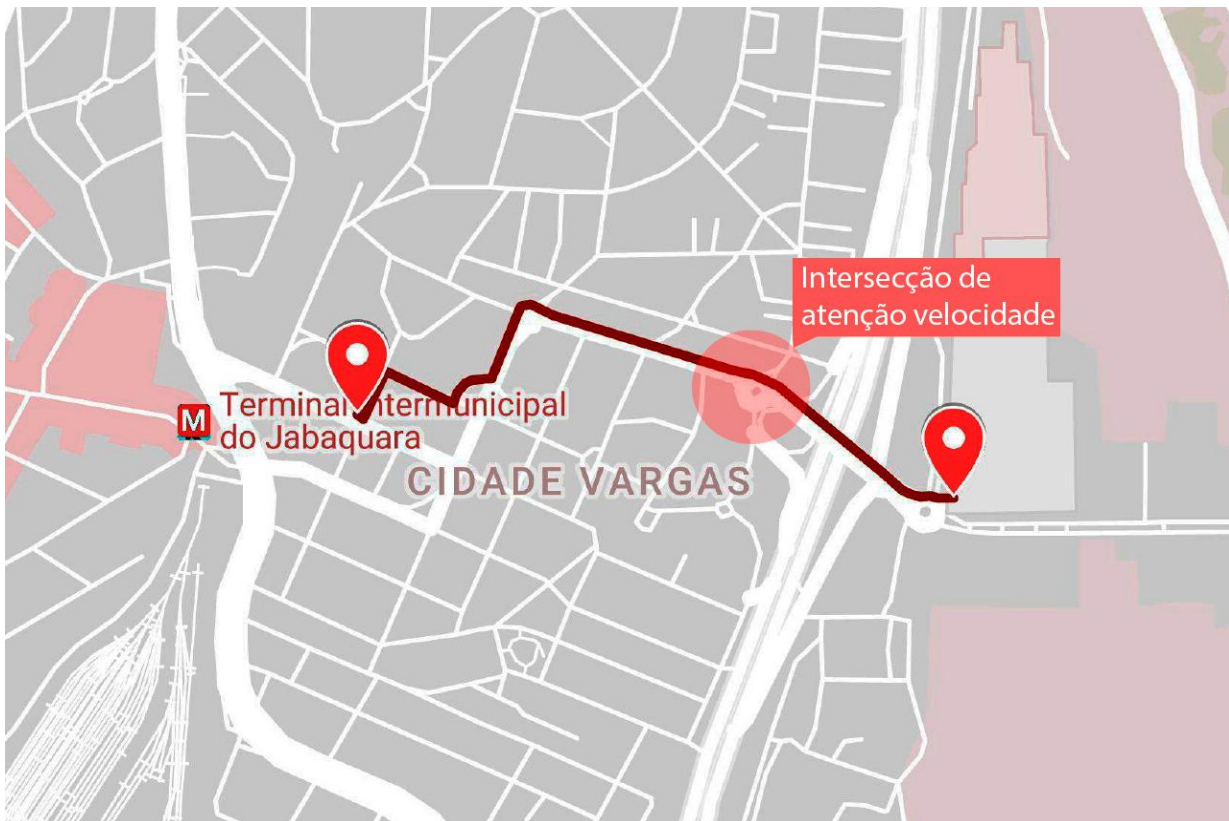 Intersecção de
atenção velocidade
M
Terminal Intermunicipal
do Jabaquara
CIDADE VARGAS